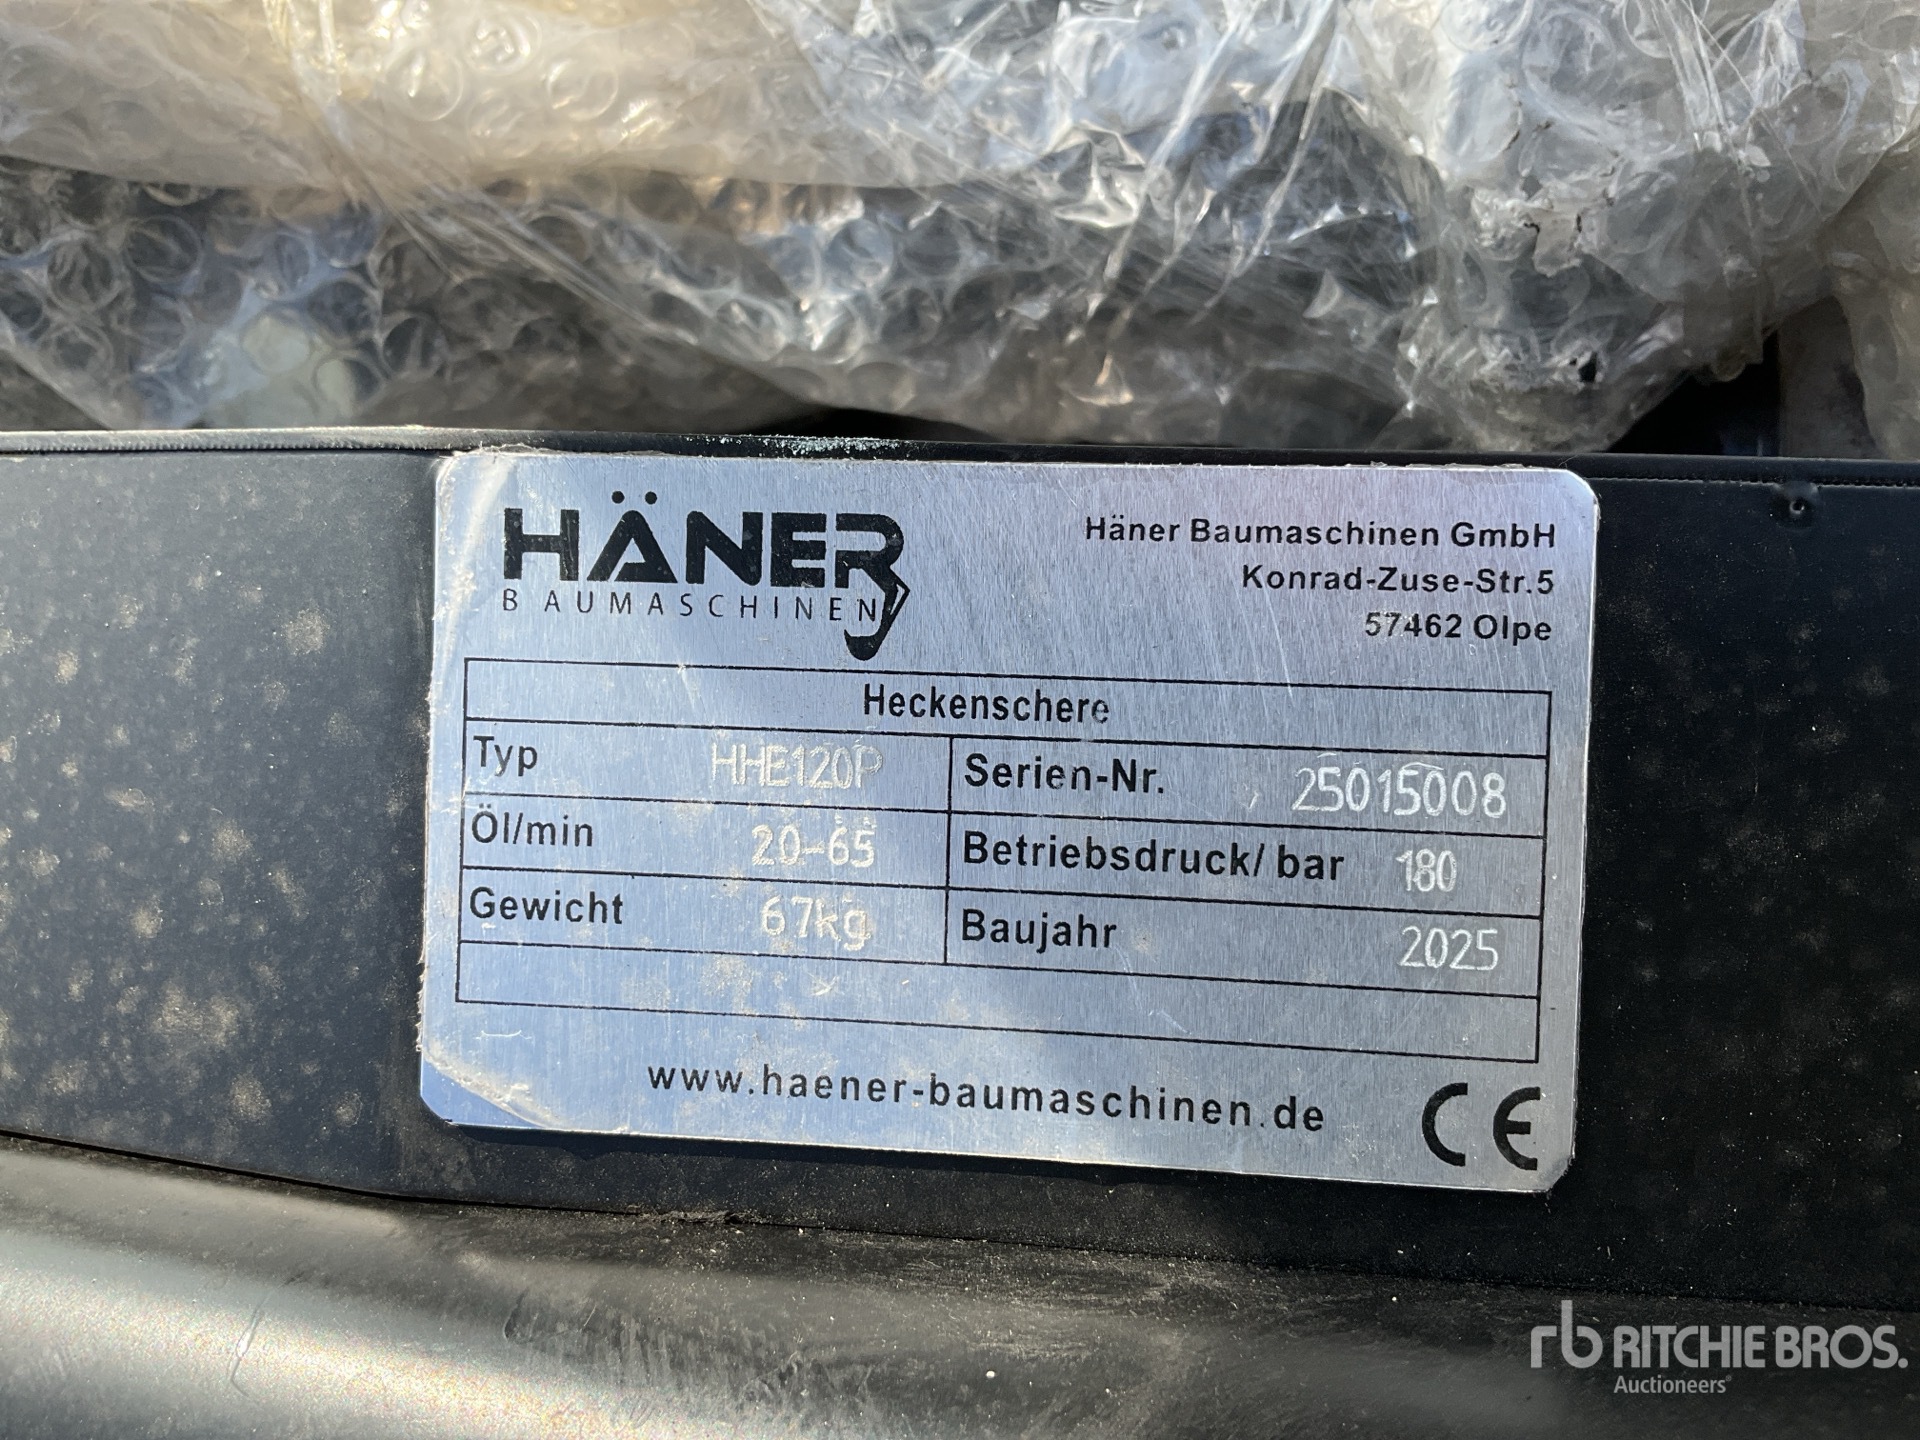 HÄNER
BAUMASCHINEN
Häner Baumaschinen GmbH
Konrad-Zuse-Str.5
57462 Olpe
Heckenschere
Typ HHE120P Serien-Nr. 25015008
Öl/min 20-65 Betriebsdruck/ bar 180
Gewicht 67kg Baujahr 2025
www.haener-baumaschinen.de CE
rb RITCHIE BROS.
Auctioneers